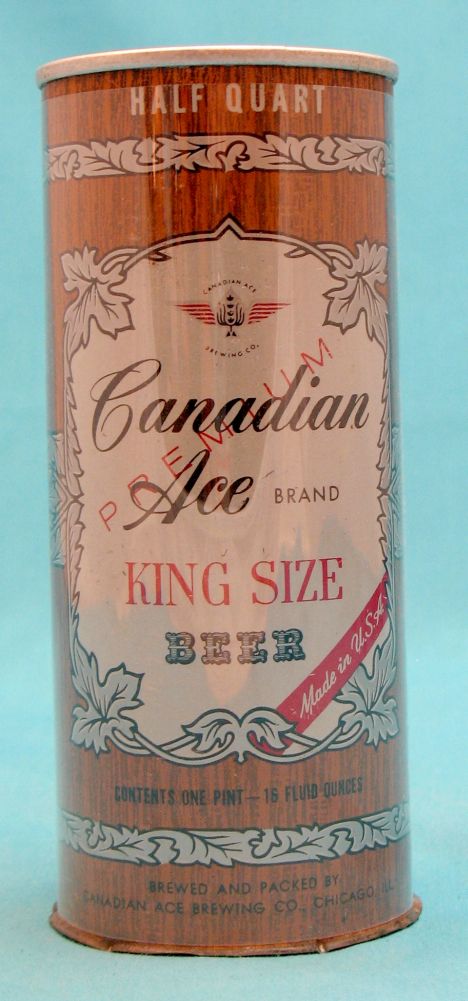 HALF QUART
CANADIAN ACE
BREWING CO.
PREMIUM
Canadian
Ace BRAND
KING SIZE
BEER
Made in U.S.A.
CONTENTS ONE PINT—16 FLUID OUNCES
BREWED AND PACKED BY
CANADIAN ACE BREWING CO., CHICAGO, ILL.